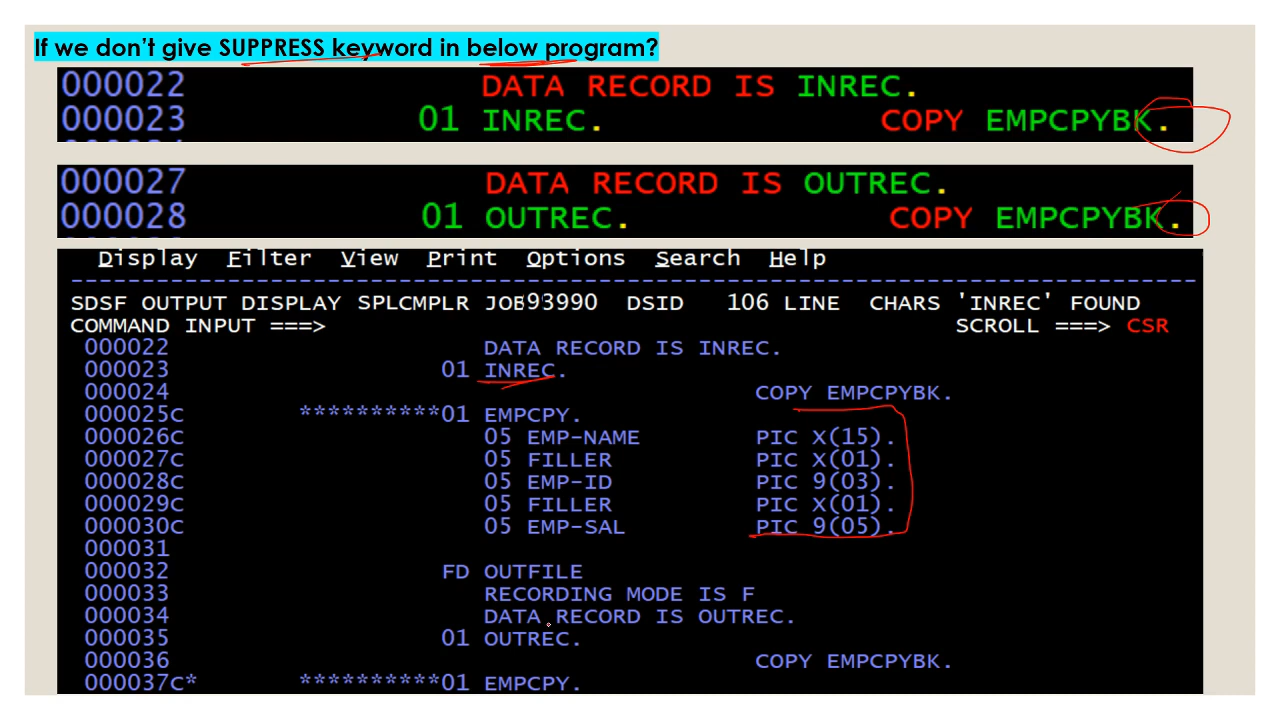 If we don't give SUPPRESS keyword in below program?
000022 DATA RECORD IS INREC.
000023 01 INREC. COPY EMPCPYBK.
000027 DATA RECORD IS OUTREC.
000028 01 OUTREC. COPY EMPCPYBK.
Display Filter View Print Options Search Help
SDSF OUTPUT DISPLAY SPLCMPLR JOB93990 DSID 106 LINE CHARS 'INREC' FOUND
COMMAND INPUT ===> SCROLL ===> CSR
000022 DATA RECORD IS INREC.
000023 01 INREC.
000024 COPY EMPCPYBK.
000025C **********01 EMPCPY.
000026C 05 EMP-NAME PIC X(15).
000027C 05 FILLER PIC X(01).
000028C 05 EMP-ID PIC 9(03).
000029C 05 FILLER PIC X(01).
000030C 05 EMP-SAL PIC 9(05).
000031
000032 FD OUTFILE
000033 RECORDING MODE IS F
000034 DATA RECORD IS OUTREC.
000035 01 OUTREC.
000036 COPY EMPCPYBK.
000037C* **********01 EMPCPY.